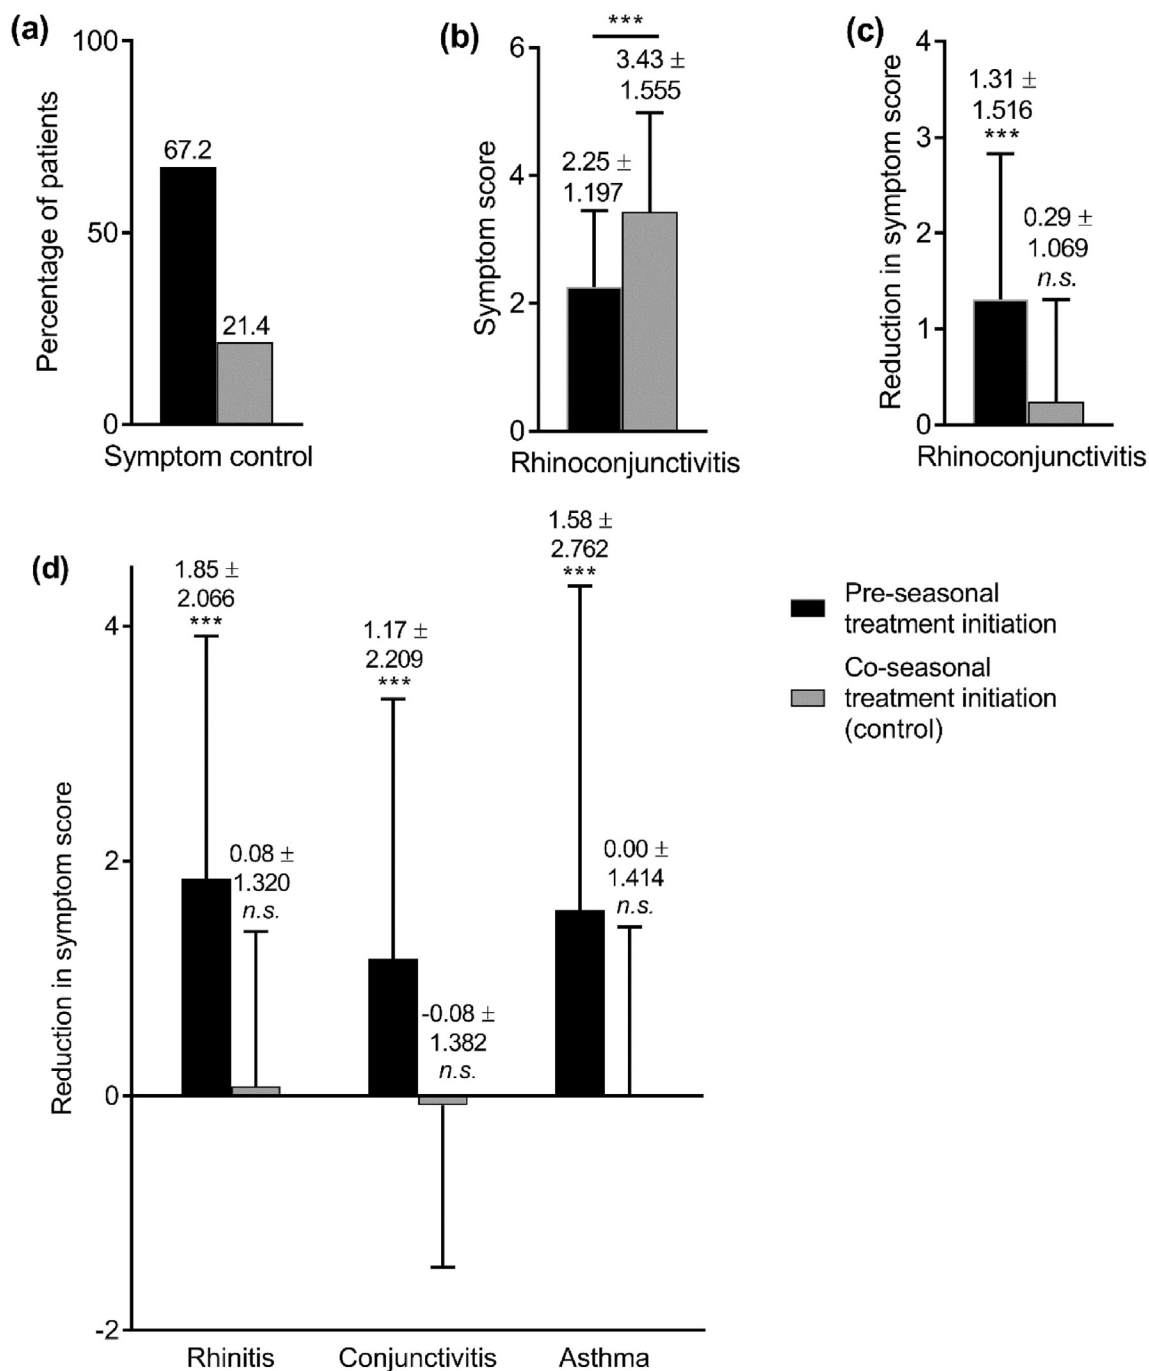 (a)
Percentage of patients
100
50
0
67.2
21.4
Symptom control
(b)
Symptom score
6
4
2
0
***
2.25 ±
1.197
3.43 ±
1.555
Rhinoconjunctivitis
(c)
Reduction in symptom score
4
3
2
1
0
1.31 ±
1.516
***
0.29 ±
1.069
n.s.
Rhinoconjunctivitis
(d)
Reduction in symptom score
4
2
0
-2
1.85 ±
2.066
***
0.08 ±
1.320
n.s.
1.17 ±
2.209
***
-0.08 ±
1.382
n.s.
1.58 ±
2.762
***
0.00 ±
1.414
n.s.
Rhinitis
Conjunctivitis
Asthma
Pre-seasonal
treatment initiation
Co-seasonal
treatment initiation
(control)